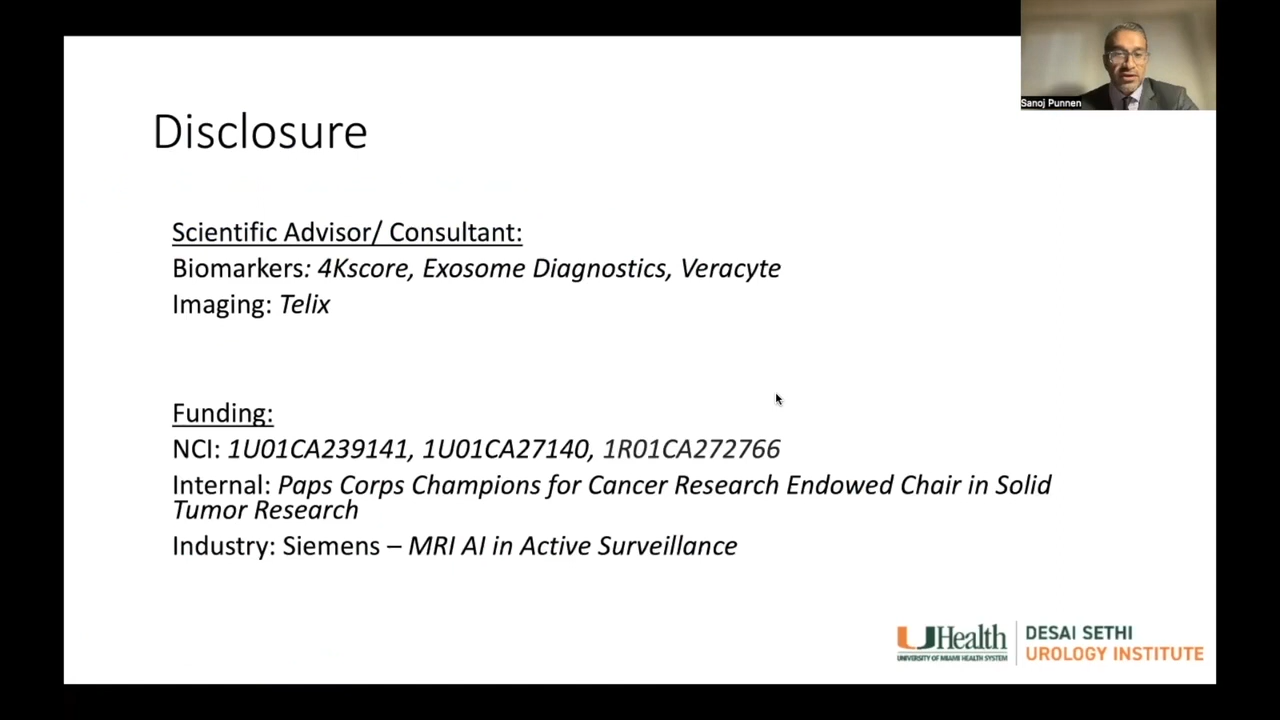 Sanoj Punnen
Disclosure
Scientific Advisor/ Consultant:
Biomarkers: 4Kscore, Exosome Diagnostics, Veracyte
Imaging: Telix
Funding:
NCI: 1U01CA239141, 1U01CA27140, 1R01CA272766
Internal: Paps Corps Champions for Cancer Research Endowed Chair in Solid
Tumor Research
Industry: Siemens – MRI AI in Active Surveillance
UHealth
UNIVERSITY OF MIAMI HEALTH SYSTEM
DESAI SETHI
UROLOGY INSTITUTE